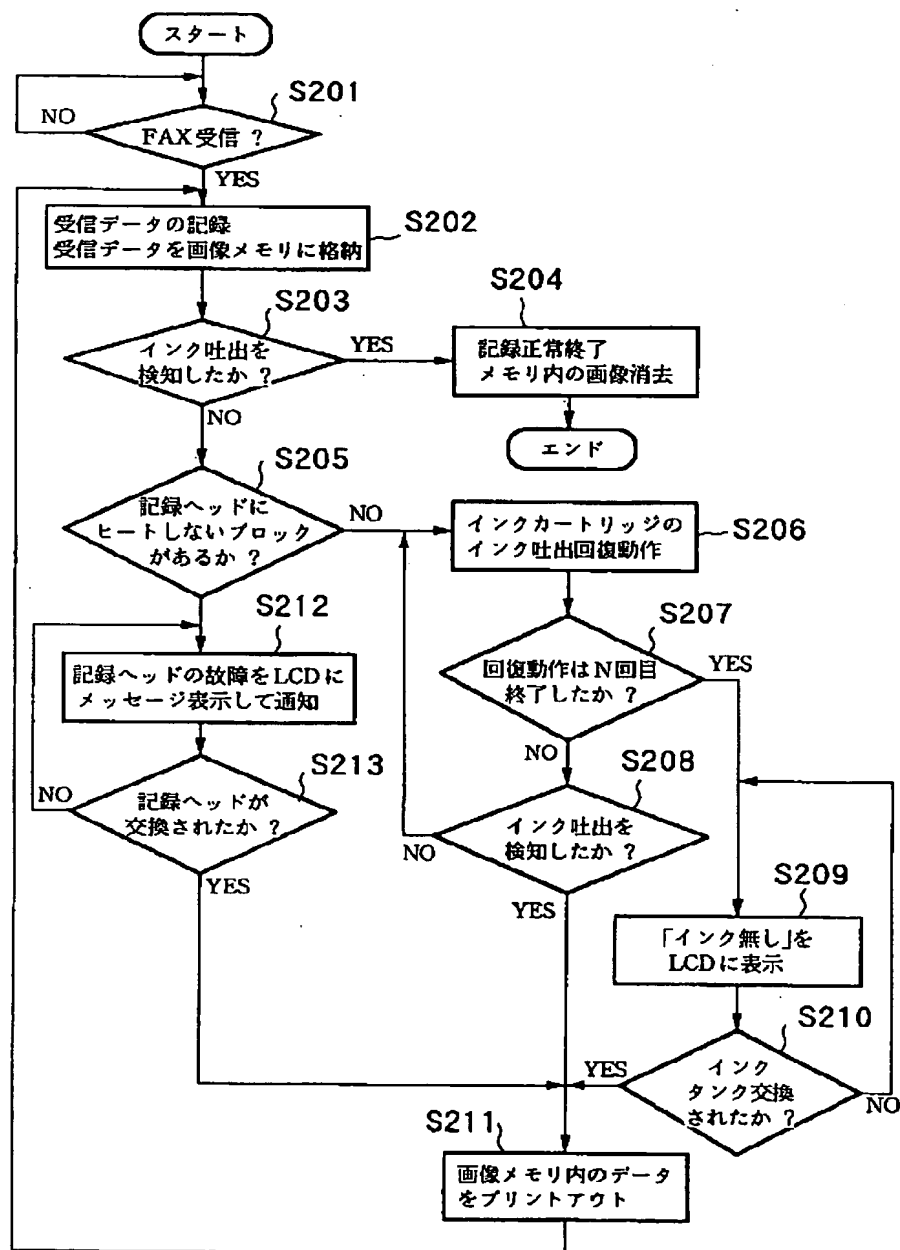 スタート
S201
NO
FAX受信 ?
YES
受信データの記録
受信データを画像メモリに格納
S202
S203
インク吐出を
検知したか ?
YES
NO
S204
記録正常終了
メモリ内の画像消去
エンド
S205
記録ヘッドに
ヒートしないブロック
があるか ?
NO
インクカートリッジの
インク吐出回復動作
S206
S207
回復動作はN回目
終了したか ?
YES
NO
S212
記録ヘッドの故障をLCDに
メッセージ表示して通知
S213
NO
記録ヘッドが
交換されたか ?
YES
S208
インク吐出を
検知したか ?
NO
YES
S209
「インク無し」を
LCDに表示
S210
YES
インク
タンク交換
されたか ?
NO
S211
画像メモリ内のデータ
をプリントアウト